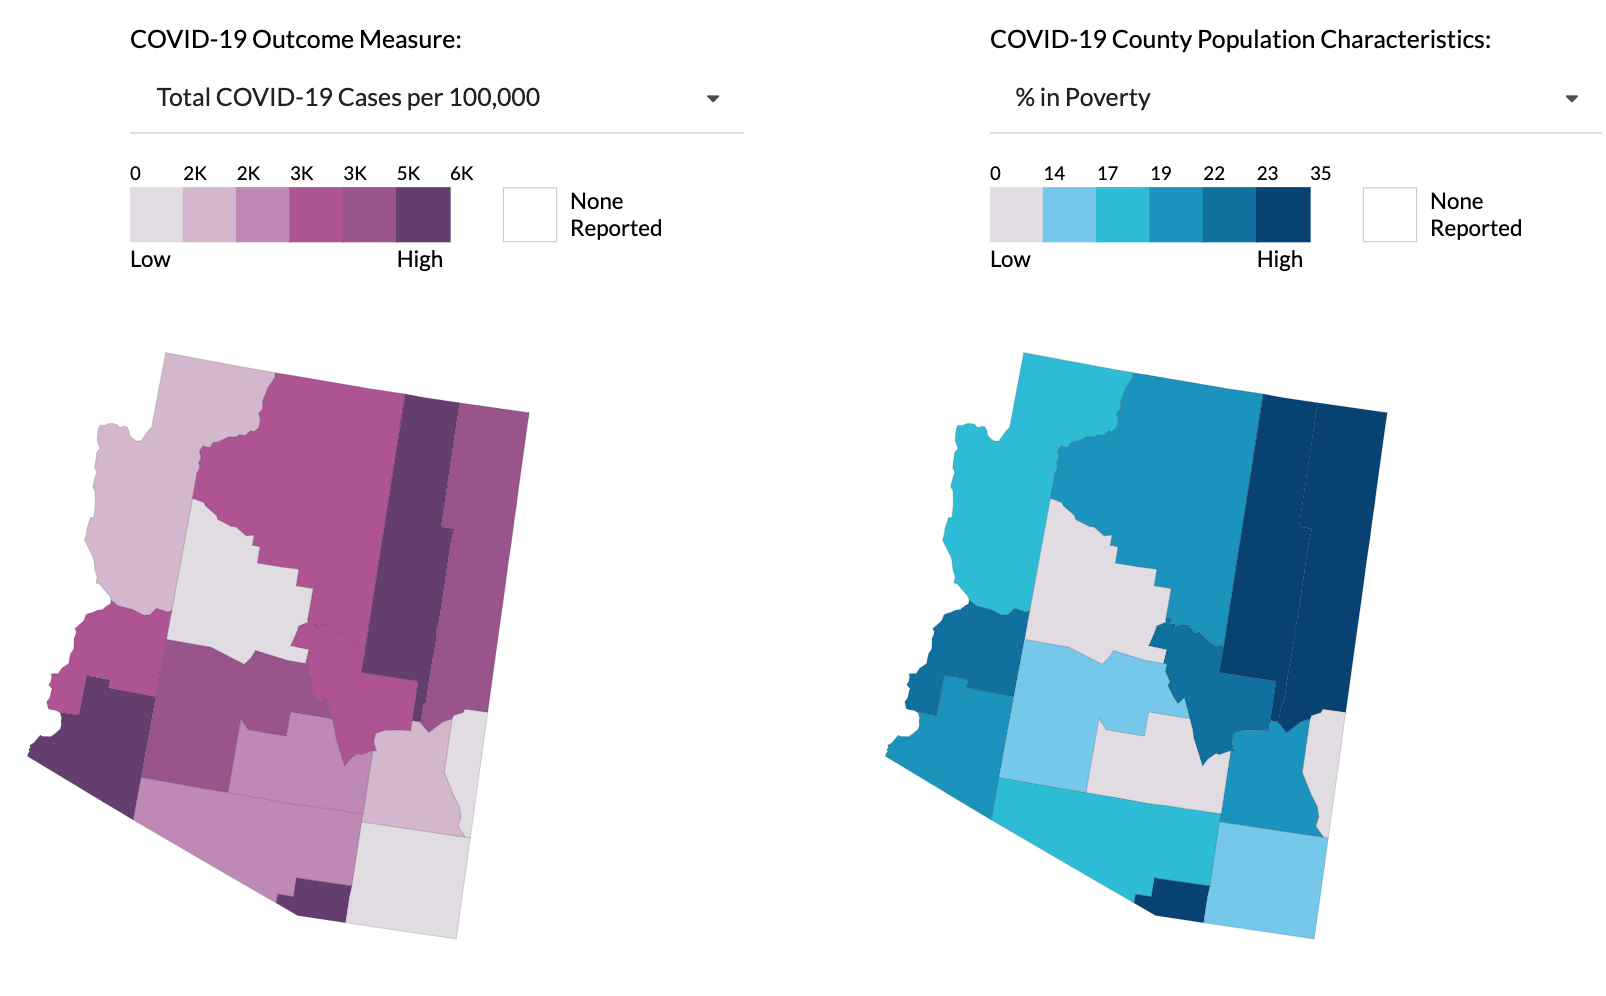 COVID-19 Outcome Measure:
Total COVID-19 Cases per 100,000
0 2K 2K 3K 3K 5K 6K
None
Reported
Low High
COVID-19 County Population Characteristics:
% in Poverty
0 14 17 19 22 23 35
None
Reported
Low High